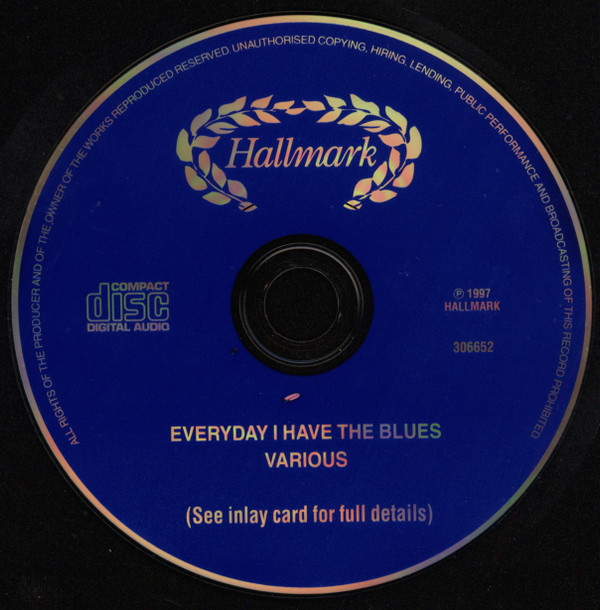 ALL RIGHTS OF THE PRODUCER AND OF THE OWNER OF THE WORKS REPRODUCED RESERVED. UNAUTHORISED COPYING, HIRING, LENDING, PUBLIC PERFORMANCE AND BROADCASTING OF THIS RECORD PROHIBITED
Hallmark
COMPACT
disc
DIGITAL AUDIO
℗ 1997
HALLMARK
306652
EVERYDAY I HAVE THE BLUES
VARIOUS
(See inlay card for full details)